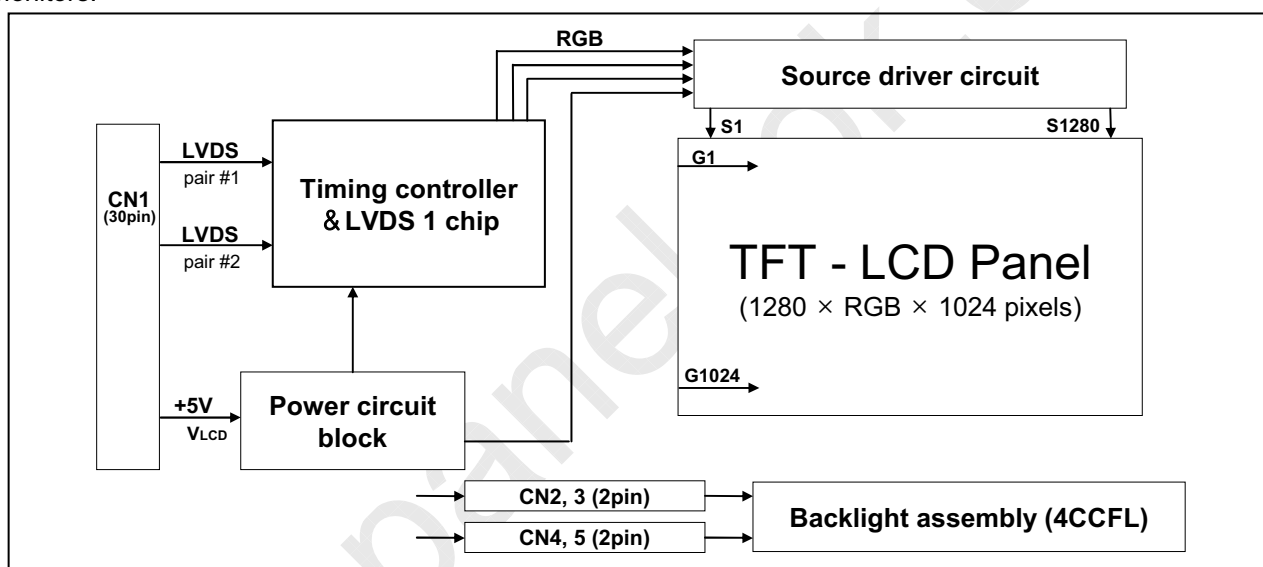 RGB
Source driver circuit
S1
S1280
CN1
(30pin)
LVDS
pair #1
LVDS
pair #2
Timing controller
&LVDS 1 chip
G1
TFT - LCD Panel
(1280 × RGB × 1024 pixels)
G1024
+5V
VLCD
Power circuit
block
CN2, 3 (2pin)
CN4, 5 (2pin)
Backlight assembly (4CCFL)